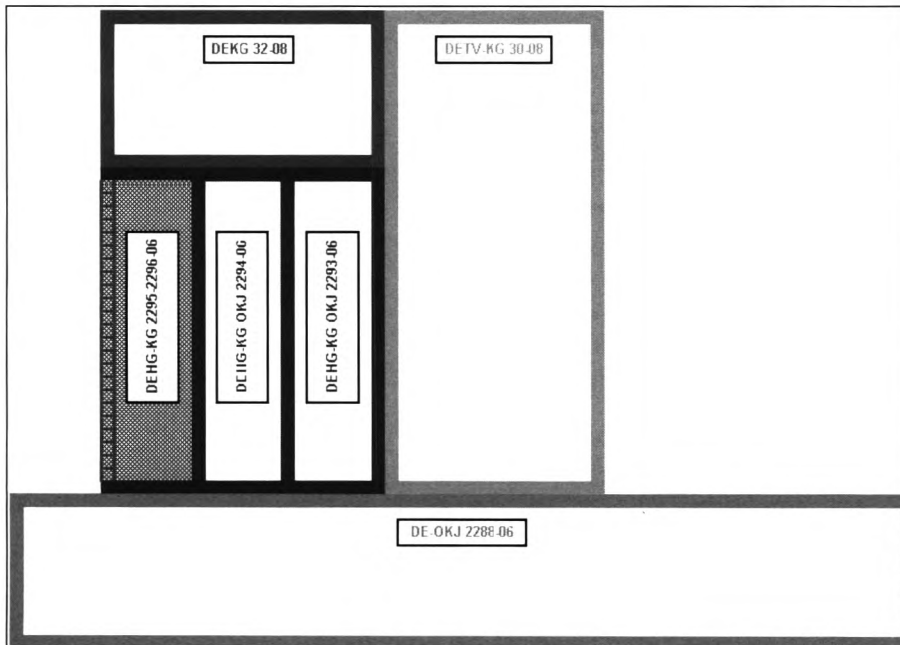 DEKG 32-08
DETV-KG 30-08
DEHG-KG 2295-2296-06
DEHG-KG OKJ 2294-06
DEHG-KG OKJ 2293-06
DE-OKJ 2288-06